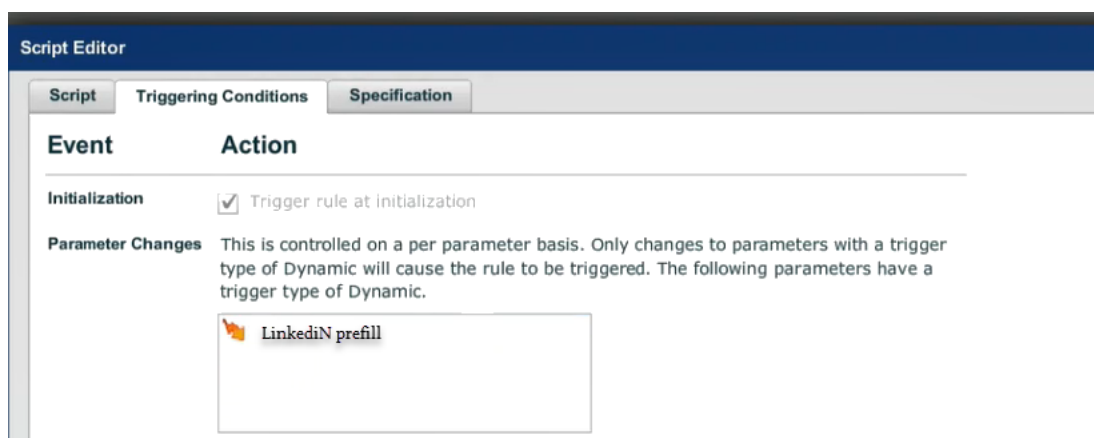 Script Editor
Script Triggering Conditions Specification
Event Action
Initialization Trigger rule at initialization
Parameter Changes This is controlled on a per parameter basis. Only changes to parameters with a trigger
type of Dynamic will cause the rule to be triggered. The following parameters have a
trigger type of Dynamic.
LinkediN prefill